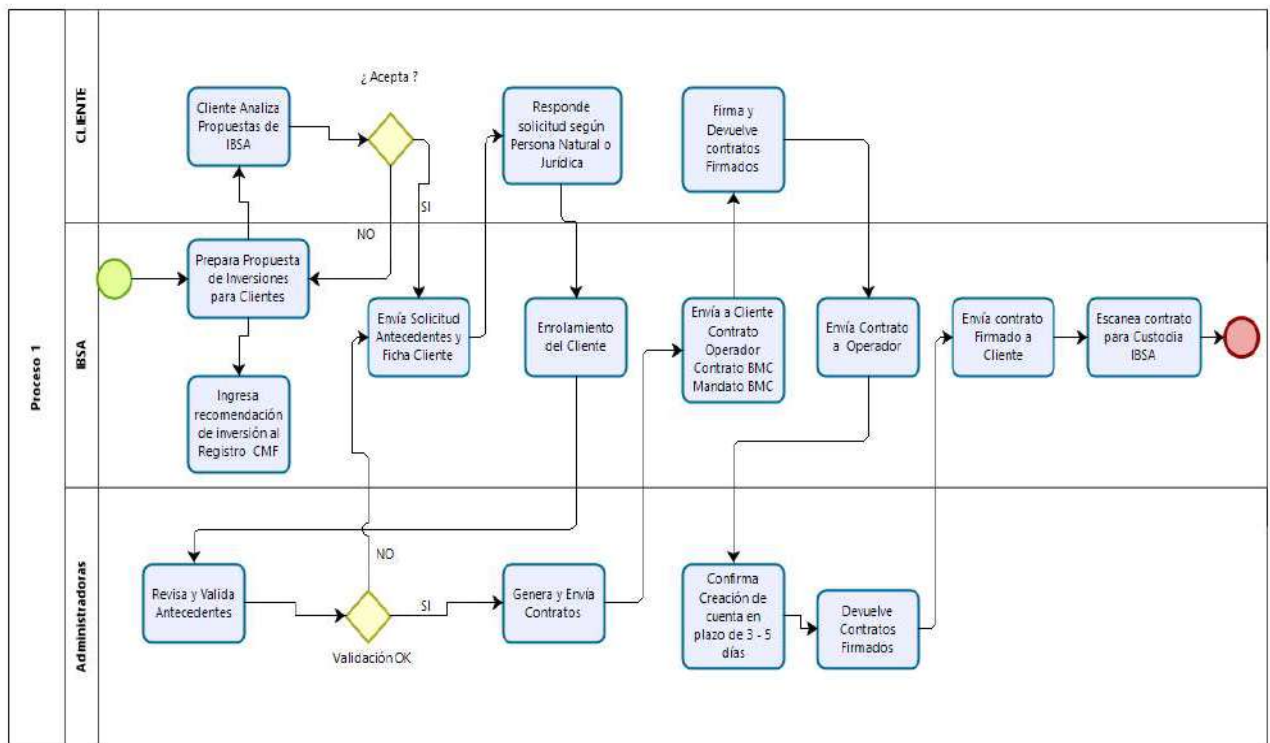 Proceso 1
CLIENTE
¿ Acepta ?
Cliente Analiza
Propuestas de
IBSA
Responde
solicitud según
Persona Natural o
Jurídica
Firma y
Devuelve
contratos
Firmados
SI
NO
IBSA
Prepara Propuesta
de Inversiones
para Clientes
Envía Solicitud
Antecedentes y
Ficha Cliente
Enrolamiento
del Cliente
Envía a Cliente
Contrato
Operador
Contrato BMC
Mandato BMC
Envía Contrato
a Operador
Envía contrato
Firmado a
Cliente
Escanea contrato
para Custodia
IBSA
Ingresa
recomendación
de inversión al
Registro CMF
Administradoras
NO
Revisa y Valida
Antecedentes
SI
Validación OK
Genera y Envía
Contratos
Confirma
Creación de
cuenta en
plazo de 3 - 5
días
Devuelve
Contratos
Firmados